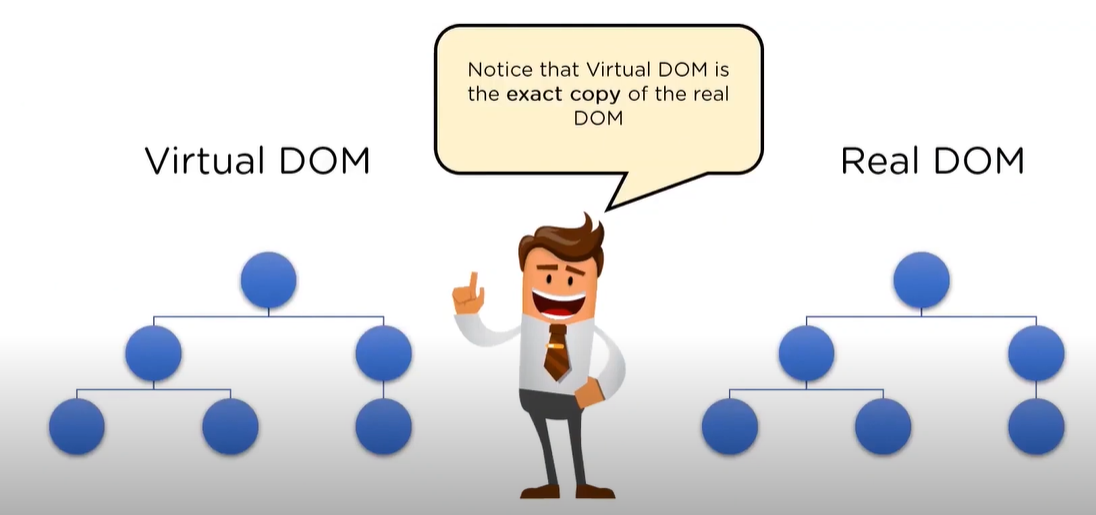 Notice that Virtual DOM is
the exact copy of the real
DOM
Virtual DOM
Real DOM